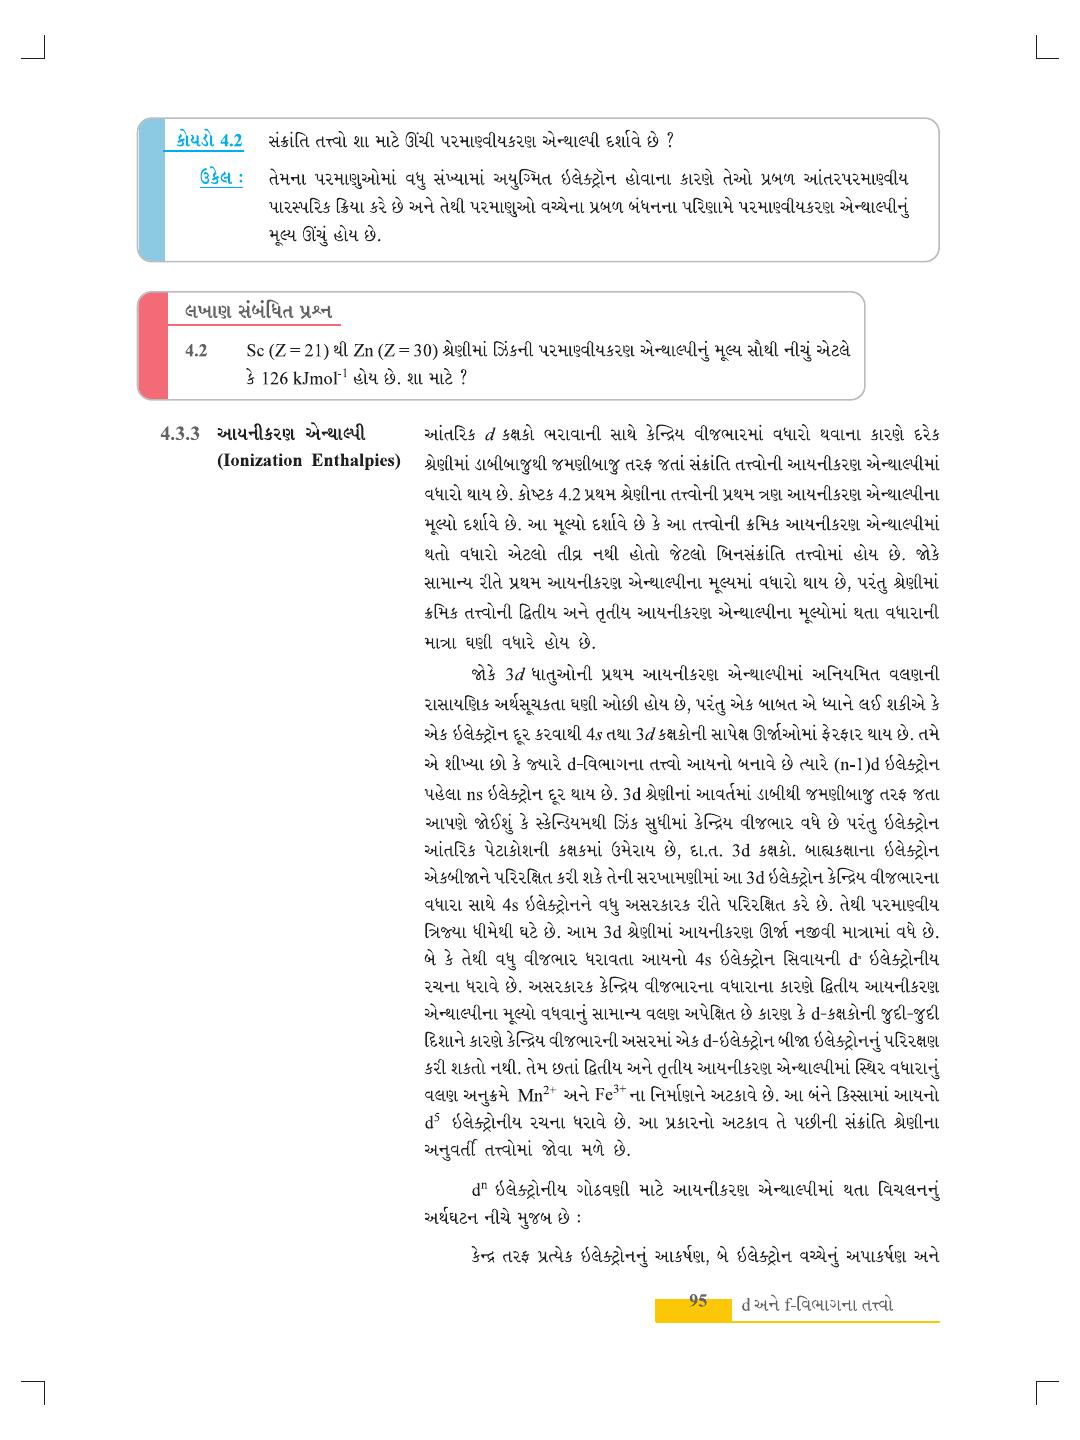 કોયડો 4.2 સંક્રાંતિ તત્ત્વો શા માટે ઊંચી પરમાણ્વીયકરણ એન્થાલ્પી દર્શાવે છે ?
ઉકેલ : તેમના પરમાણુઓમાં વધુ સંખ્યામાં અયુગ્મિત ઇલેક્ટ્રૉન હોવાના કારણે તેઓ પ્રબળ આંતરપરમાણ્વીય
પારસ્પરિક ક્રિયા કરે છે અને તેથી પરમાણુઓ વચ્ચેના પ્રબળ બંધનના પરિણામે પરમાણ્વીયકરણ એન્થાલ્પીનું
મૂલ્ય ઊંચું હોય છે.
લખાણ સંબંધિત પ્રશ્ન
4.2 Sc (Z = 21) થી Zn (Z = 30) શ્રેણીમાં ઝિંકની પરમાણ્વીયકરણ એન્થાલ્પીનું મૂલ્ય સૌથી નીચું એટલે
કે 126 kJmol⁻¹ હોય છે. શા માટે ?
4.3.3 આયનીકરણ એન્થાલ્પી
(Ionization Enthalpies)
આંતરિક d કક્ષકો ભરાવાની સાથે કેન્દ્રિય વીજભારમાં વધારો થવાના કારણે દરેક
શ્રેણીમાં ડાબીબાજુથી જમણીબાજુ તરફ જતાં સંક્રાંતિ તત્ત્વોની આયનીકરણ એન્થાલ્પીમાં
વધારો થાય છે. કોષ્ટક 4.2 પ્રથમ શ્રેણીના તત્ત્વોની પ્રથમ ત્રણ આયનીકરણ એન્થાલ્પીના
મૂલ્યો દર્શાવે છે. આ મૂલ્યો દર્શાવે છે કે આ તત્ત્વોની ક્રમિક આયનીકરણ એન્થાલ્પીમાં
થતો વધારો એટલો તીવ્ર નથી હોતો જેટલો બિનસંક્રાંતિ તત્ત્વોમાં હોય છે. જોકે
સામાન્ય રીતે પ્રથમ આયનીકરણ એન્થાલ્પીના મૂલ્યમાં વધારો થાય છે, પરંતુ શ્રેણીમાં
ક્રમિક તત્ત્વોની દ્વિતીય અને તૃતીય આયનીકરણ એન્થાલ્પીના મૂલ્યોમાં થતા વધારાની
માત્રા ઘણી વધારે હોય છે.
જોકે 3d ધાતુઓની પ્રથમ આયનીકરણ એન્થાલ્પીમાં અનિયમિત વલણની
રાસાયણિક અર્થસૂચકતા ઘણી ઓછી હોય છે, પરંતુ એક બાબત એ ધ્યાને લઈ શકીએ કે
એક ઇલેક્ટ્રૉન દૂર કરવાથી 4s તથા 3d કક્ષકોની સાપેક્ષ ઊર્જાઓમાં ફેરફાર થાય છે. તમે
એ શીખ્યા છો કે જ્યારે d-વિભાગના તત્ત્વો આયનો બનાવે છે ત્યારે (n-1)d ઇલેક્ટ્રોન
પહેલા ns ઇલેક્ટ્રોન દૂર થાય છે. 3d શ્રેણીનાં આવર્તમાં ડાબીથી જમણીબાજુ તરફ જતા
આપણે જોઈશું કે સ્કેન્ડિયમથી ઝિંક સુધીમાં કેન્દ્રિય વીજભાર વધે છે પરંતુ ઇલેક્ટ્રોન
આંતરિક પેટાકોશની કક્ષકમાં ઉમેરાય છે, દા.ત. 3d કક્ષકો. બાહ્યકક્ષાના ઇલેક્ટ્રોન
એકબીજાને પરિરક્ષિત કરી શકે તેની સરખામણીમાં આ 3d ઇલેક્ટ્રોન કેન્દ્રિય વીજભારના
વધારા સાથે 4s ઇલેક્ટ્રોનને વધુ અસરકારક રીતે પરિરક્ષિત કરે છે. તેથી પરમાણ્વીય
ત્રિજ્યા ધીમેથી ઘટે છે. આમ 3d શ્રેણીમાં આયનીકરણ ઊર્જા નજીવી માત્રામાં વધે છે.
બે કે તેથી વધુ વીજભાર ધરાવતા આયનો 4s ઇલેક્ટ્રોન સિવાયની dⁿ ઇલેક્ટ્રોનીય
રચના ધરાવે છે. અસરકારક કેન્દ્રિય વીજભારના વધારાના કારણે દ્વિતીય આયનીકરણ
એન્થાલ્પીના મૂલ્યો વધવાનું સામાન્ય વલણ અપેક્ષિત છે કારણ કે d-કક્ષકોની જુદી-જુદી
દિશાને કારણે કેન્દ્રિય વીજભારની અસરમાં એક d-ઇલેક્ટ્રોન બીજા ઇલેક્ટ્રોનનું પરિરક્ષણ
કરી શકતો નથી. તેમ છતાં દ્વિતીય અને તૃતીય આયનીકરણ એન્થાલ્પીમાં સ્થિર વધારાનું
વલણ અનુક્રમે Mn²⁺ અને Fe³⁺ ના નિર્માણને અટકાવે છે. આ બંને કિસ્સામાં આયનો
d⁵ ઇલેક્ટ્રોનીય રચના ધરાવે છે. આ પ્રકારનો અટકાવ તે પછીની સંક્રાંતિ શ્રેણીના
અનુવર્તી તત્ત્વોમાં જોવા મળે છે.
dⁿ ઇલેક્ટ્રોનીય ગોઠવણી માટે આયનીકરણ એન્થાલ્પીમાં થતા વિચલનનું
અર્થઘટન નીચે મુજબ છે :
કેન્દ્ર તરફ પ્રત્યેક ઇલેક્ટ્રોનનું આકર્ષણ, બે ઇલેક્ટ્રોન વચ્ચેનું અપાકર્ષણ અને
95 d અને f-વિભાગના તત્ત્વો